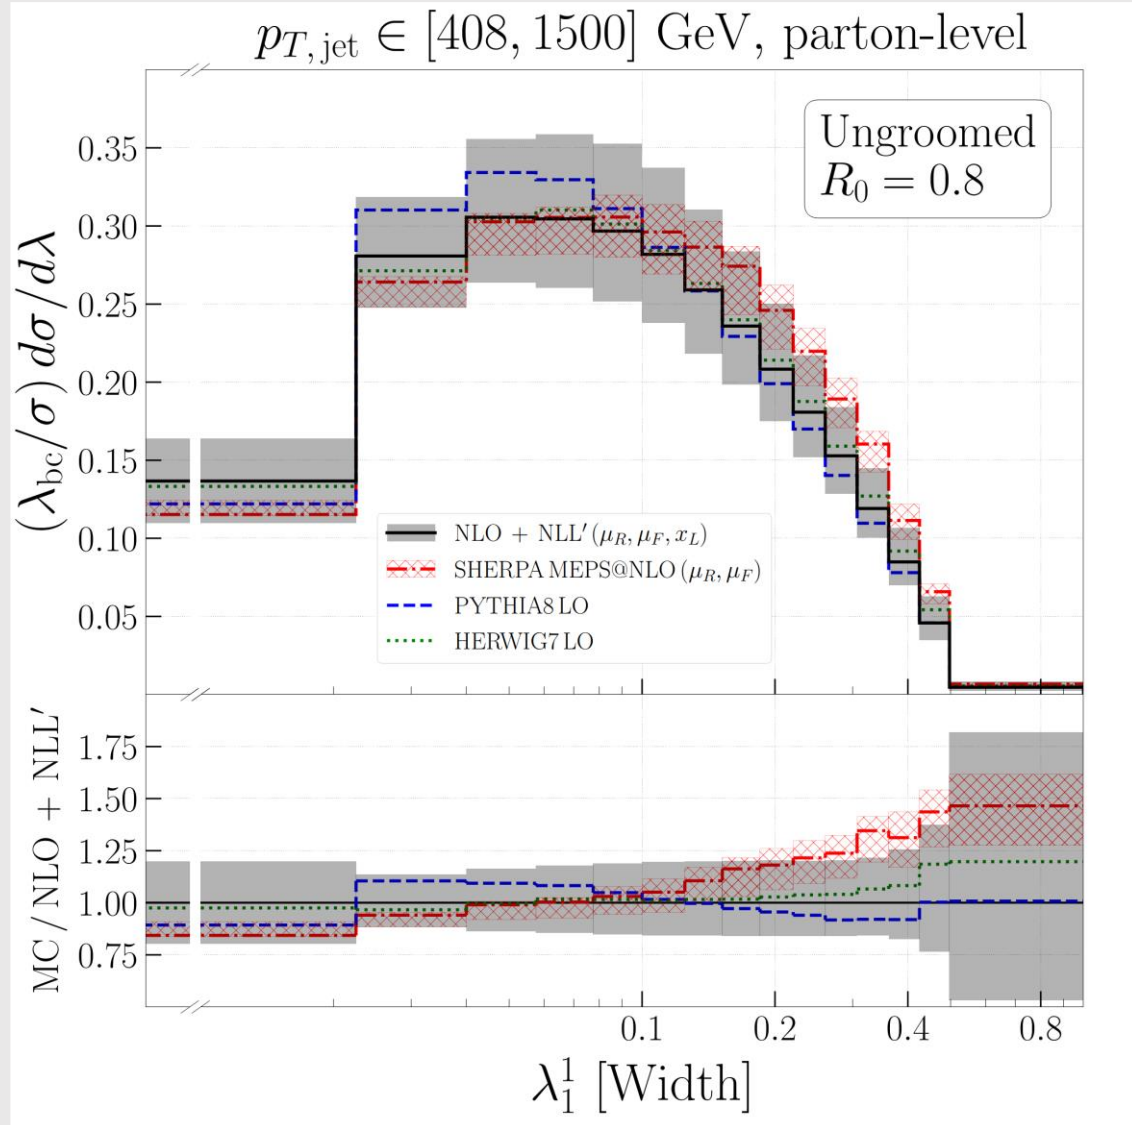 p_{T, jet} ∈ [408, 1500] GeV, parton-level
Ungroomed
R_0 = 0.8
(λ_bc/σ) dσ/dλ
0.35
0.30
0.25
0.20
0.15
0.10
0.05
NLO + NLL′ (μ_R, μ_F, x_L)
SHERPA MEPS@NLO (μ_R, μ_F)
PYTHIA8 LO
HERWIG7 LO
MC / NLO + NLL′
1.75
1.50
1.25
1.00
0.75
0.1 0.2 0.4 0.8
λ^1_1 [Width]